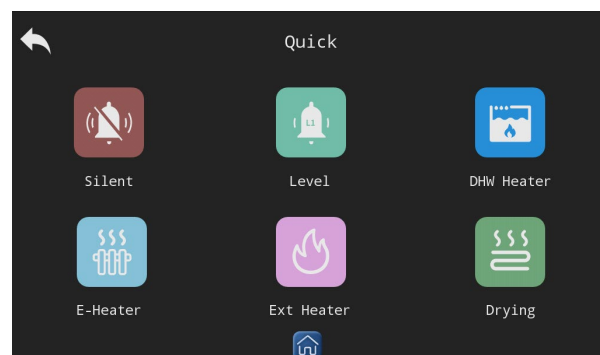 Quick
L1
Silent
Level
DHW Heater
E-Heater
Ext Heater
Drying